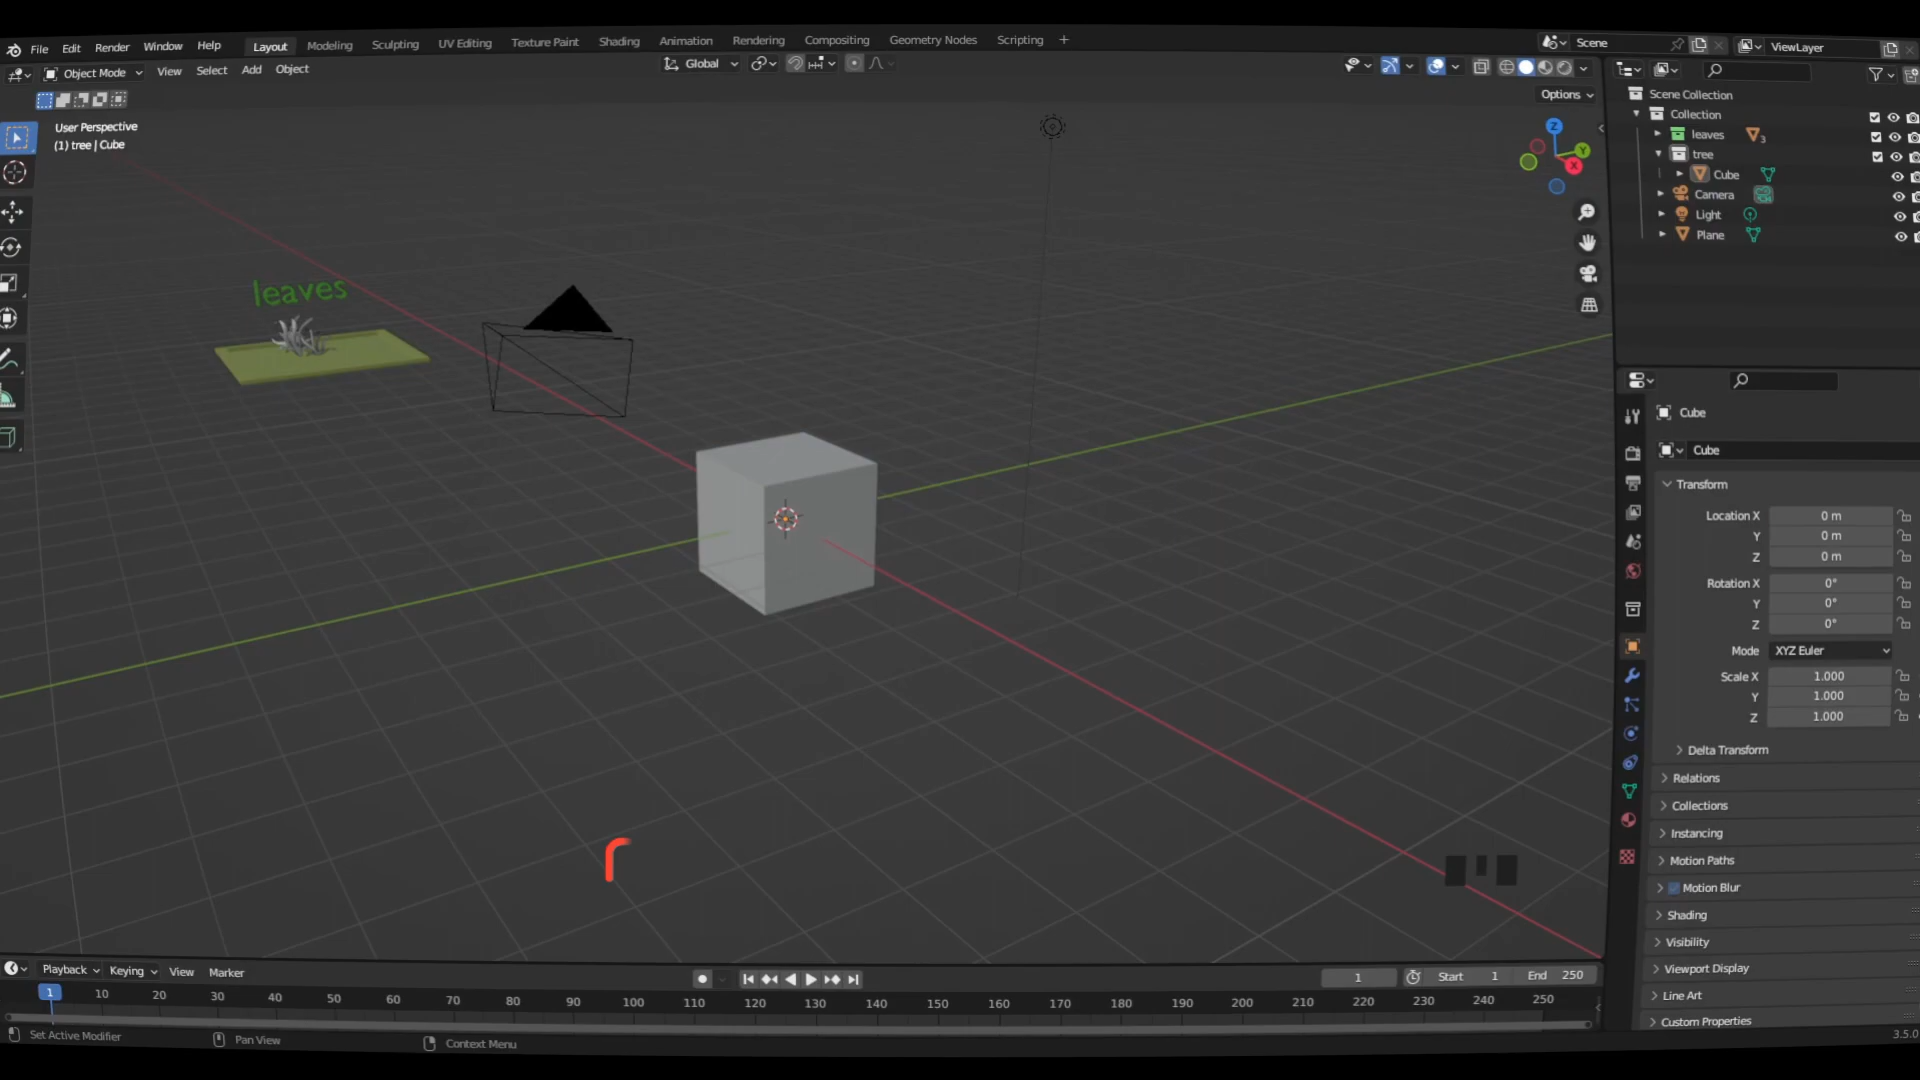 File Edit Render Window Help Layout Modeling Sculpting UV Editing Texture Paint Shading Animation Rendering Compositing Geometry Nodes Scripting + Scene ViewLayer
Object Mode View Select Add Object Global
Options
User Perspective
(1) tree | Cube
Z
Y
X
leaves
Scene Collection
Collection
leaves 3
tree
Cube
Camera
Light
Plane
Cube
Cube
Transform
Location X 0 m
Y 0 m
Z 0 m
Rotation X 0°
Y 0°
Z 0°
Mode XYZ Euler
Scale X 1.000
Y 1.000
Z 1.000
Delta Transform
Relations
Collections
Instancing
Motion Paths
Motion Blur
Shading
Visibility
Viewport Display
Line Art
Custom Properties
Playback Keying View Marker 1 Start 1 End 250
1 10 20 30 40 50 60 70 80 90 100 110 120 130 140 150 160 170 180 190 200 210 220 230 240 250
Set Active Modifier Pan View Context Menu 3.5.0